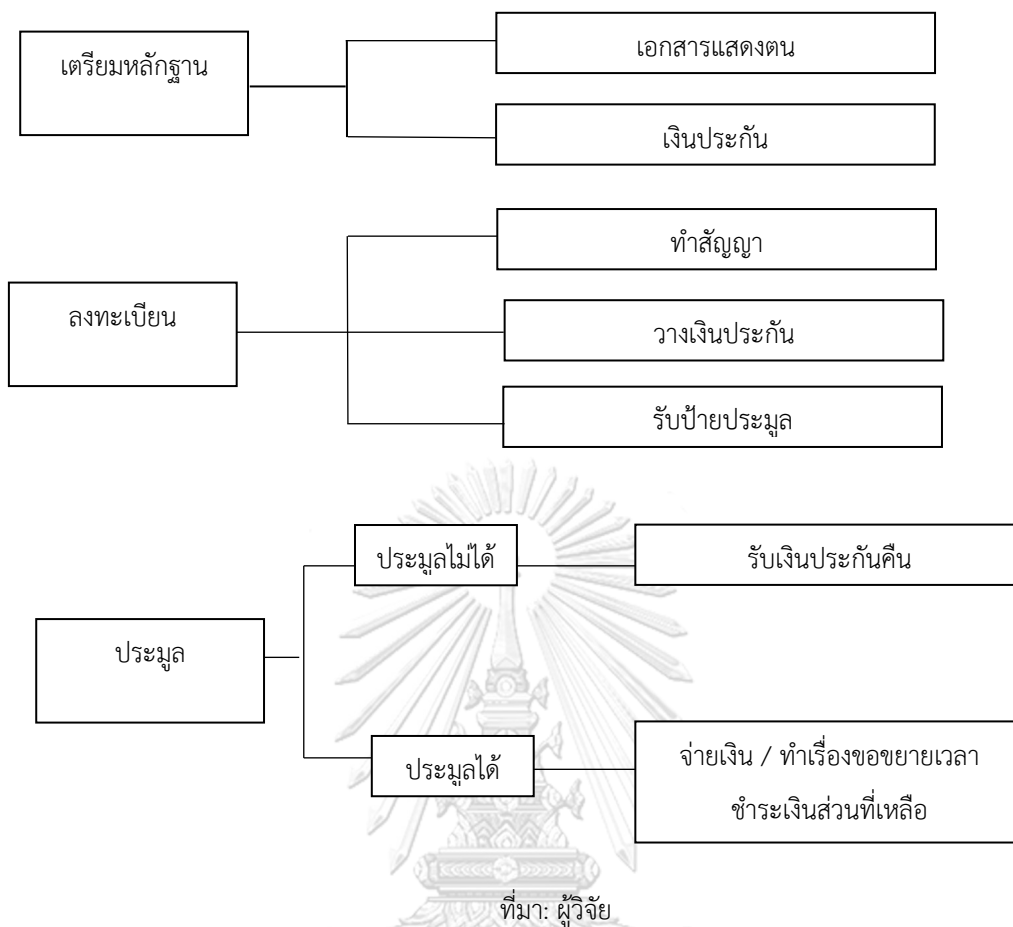 เตรียมหลักฐาน
เอกสารแสดงตน
เงินประกัน
ลงทะเบียน
ทำสัญญา
วางเงินประกัน
รับป้ายประมูล
ประมูล
ประมูลไม่ได้
รับเงินประกันคืน
ประมูลได้
จ่ายเงิน / ทำเรื่องขอขยายเวลา
ชำระเงินส่วนที่เหลือ
ที่มา: ผู้วิจัย